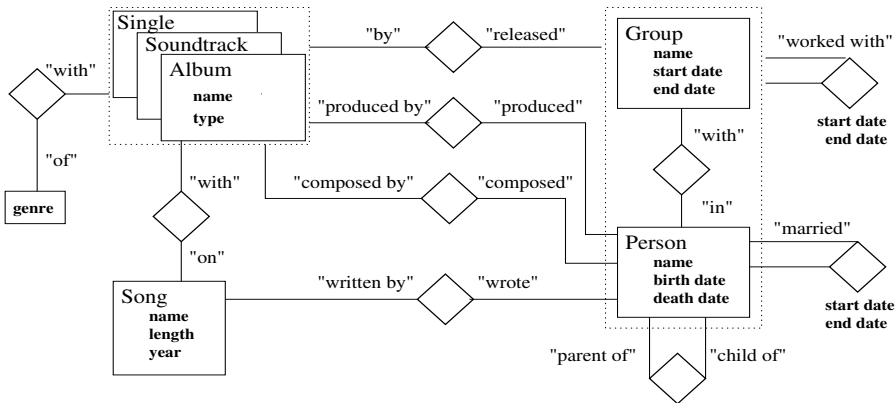 Single
Soundtrack
Album
name
type
"with"
"of"
genre
"by"
"released"
"produced by"
"produced"
"composed by"
"composed"
"with"
"on"
Song
name
length
year
"written by"
"wrote"
Group
name
start date
end date
"worked with"
start date
end date
"with"
"in"
Person
name
birth date
death date
"married"
start date
end date
"parent of"
"child of"